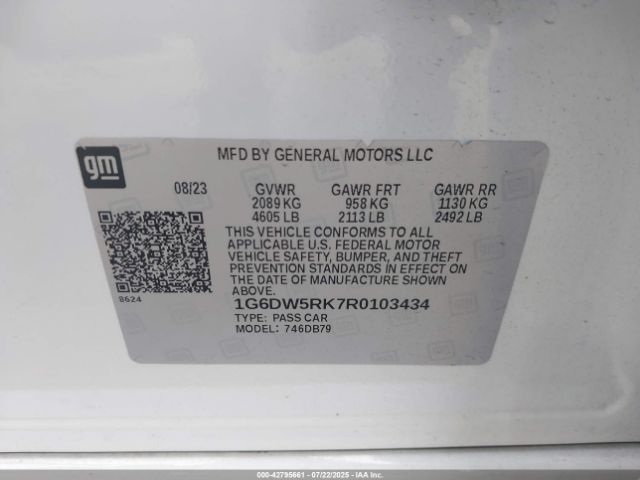 gm
MFD BY GENERAL MOTORS LLC
08/23 GVWR GAWR FRT GAWR RR
2089 KG 958 KG 1130 KG
4605 LB 2113 LB 2492 LB
THIS VEHICLE CONFORMS TO ALL
APPLICABLE U.S. FEDERAL MOTOR
VEHICLE SAFETY, BUMPER, AND THEFT
PREVENTION STANDARDS IN EFFECT
ON THE DATE OF MANUFACTURE SHOWN
ABOVE.
8624
1G6DW5RK7R0103434
TYPE: PASS CAR
MODEL: 746DB79
000-42795661 - 07/22/2025 - IAA Inc.